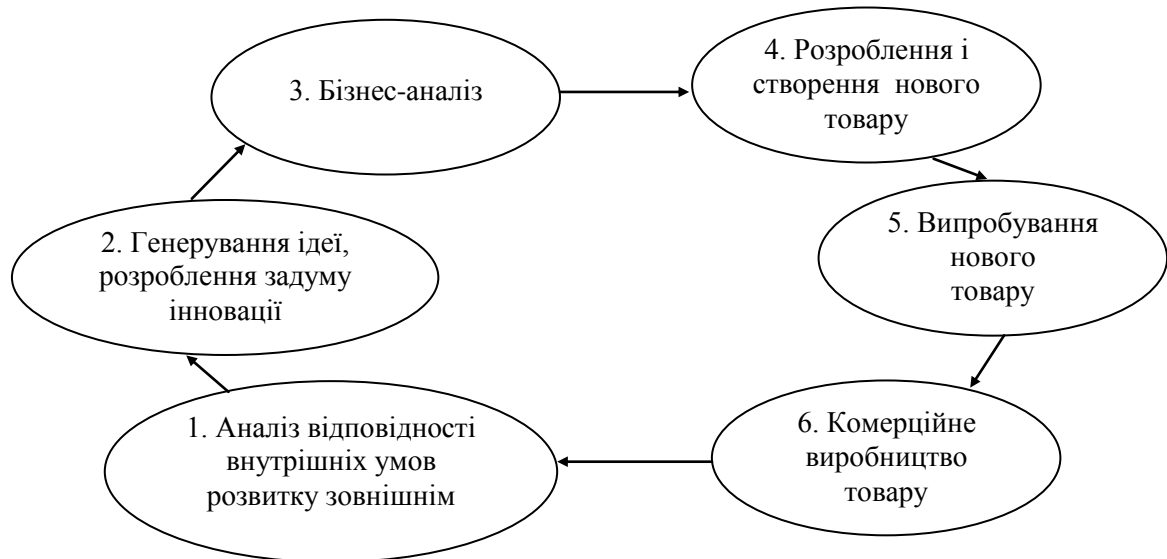 1. Аналіз відповідності
внутрішніх умов
розвитку зовнішнім
2. Генерування ідеї,
розроблення задуму
інновації
3. Бізнес-аналіз
4. Розроблення і
створення нового
товару
5. Випробування
нового
товару
6. Комерційне
виробництво
товару